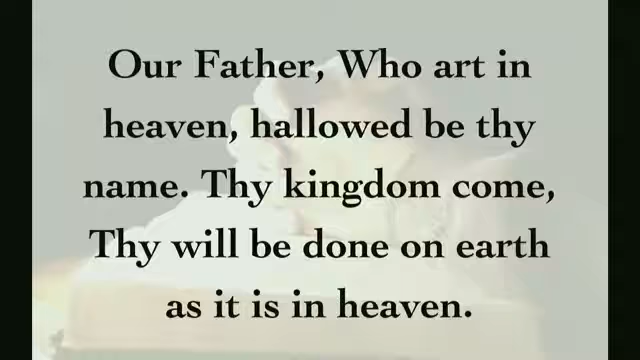 Our Father, Who art in
heaven, hallowed be thy
name. Thy kingdom come,
Thy will be done on earth
as it is in heaven.